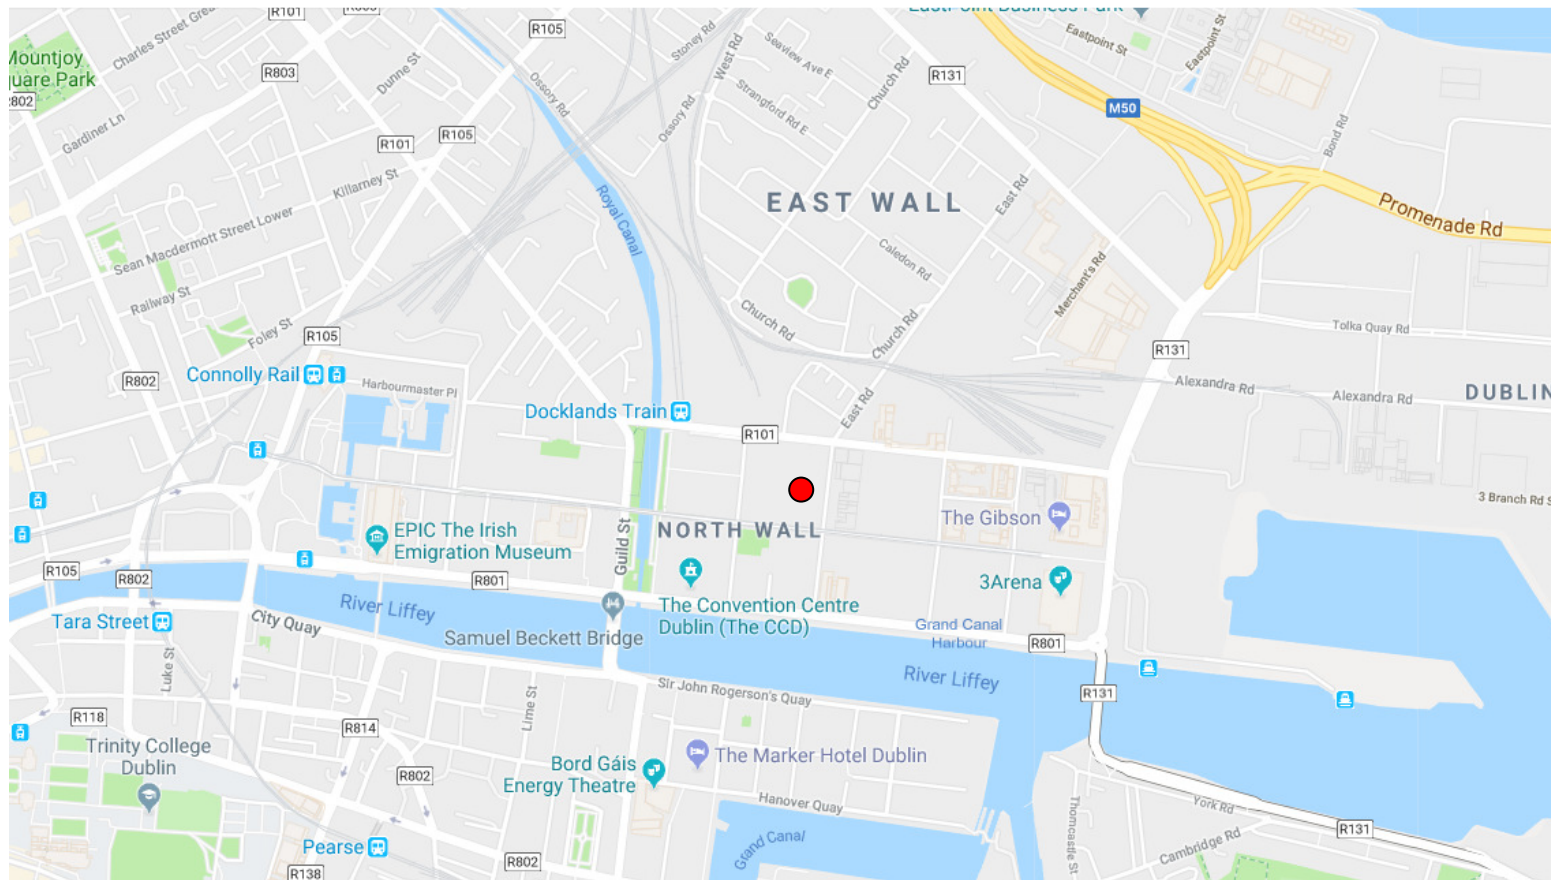 R101
EastPoint Business Park
Charles Street Great
R105
Stoney Rd
West Rd
Seaview Ave E
Eastpoint St
Eastpoint St
Mountjoy
Square Park
R803
Dunne St
Ossory Rd
Strangford Rd E
Church Rd
R131
R802
Gardiner Ln
R101
R105
Ossory Rd
M50
Bond Rd
Killarney St
Royal Canal
EAST WALL
East Rd
Promenade Rd
Sean Macdermott Street Lower
Caledon Rd
Merchant's Rd
Railway St
Foley St
R105
Church Rd
Church Rd
Tolka Quay Rd
R131
R802
Connolly Rail
Harbourmaster Pl
Alexandra Rd
Alexandra Rd
DUBLIN
Docklands Train
R101
East Rd
3 Branch Rd S
EPIC The Irish
Emigration Museum
Guild St
NORTH WALL
The Gibson
R105
R802
R801
3Arena
Tara Street
City Quay
River Liffey
Samuel Beckett Bridge
The Convention Centre
Dublin (The CCD)
Grand Canal
Harbour
R801
Luke St
River Liffey
Lime St
Sir John Rogerson's Quay
R131
R118
R814
Trinity College
Dublin
The Marker Hotel Dublin
R802
Bord Gáis
Energy Theatre
Hanover Quay
Thorncastle St
York Rd
R131
Grand Canal
Cambridge Rd
Pearse
R802
R138